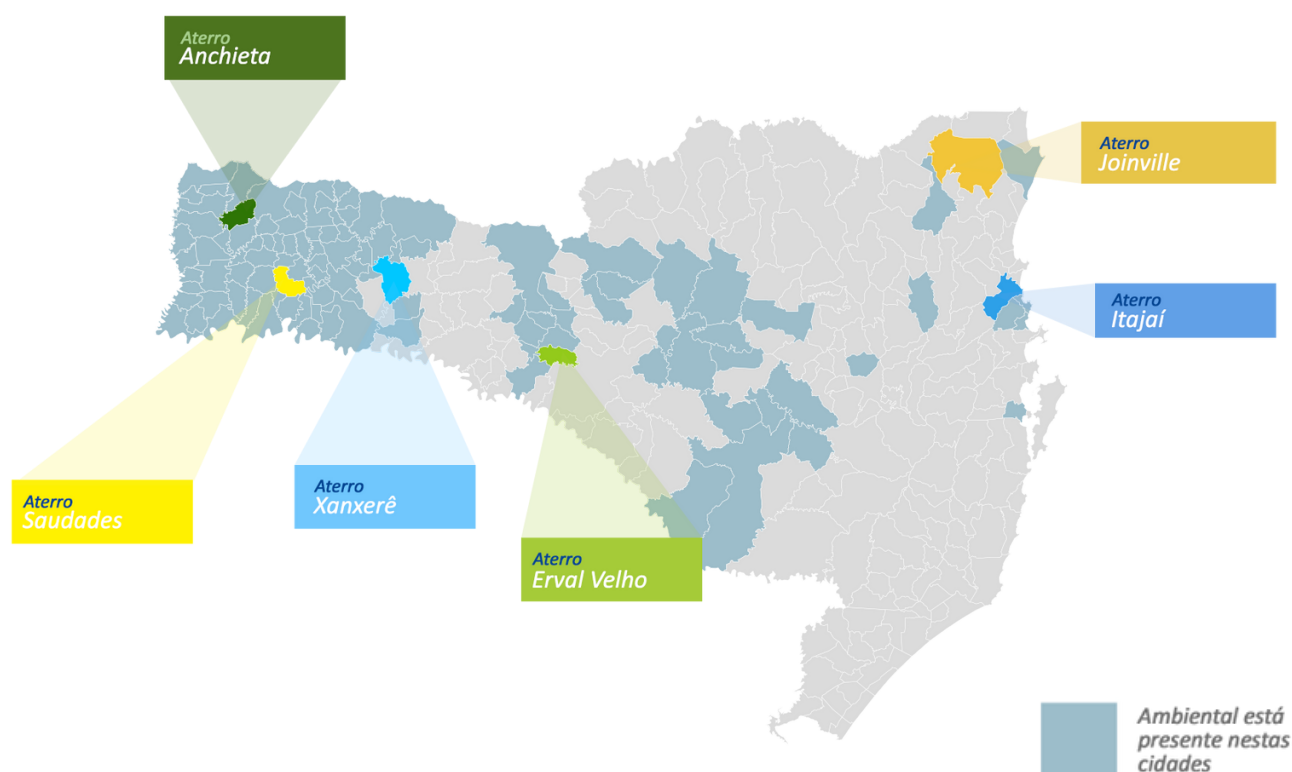 Aterro
Anchieta
Aterro
Joinville
Aterro
Itajaí
Aterro
Saudades
Aterro
Xanxerê
Aterro
Erval Velho
Ambiental está
presente nestas
cidades